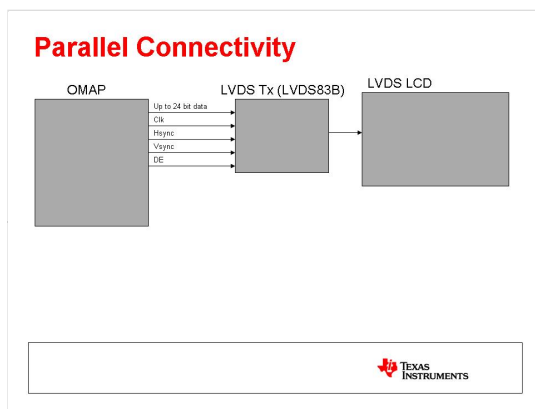 Parallel Connectivity
OMAP
LVDS Tx (LVDS83B)
LVDS LCD
Up to 24 bit data
Clk
Hsync
Vsync
DE
TEXAS
INSTRUMENTS